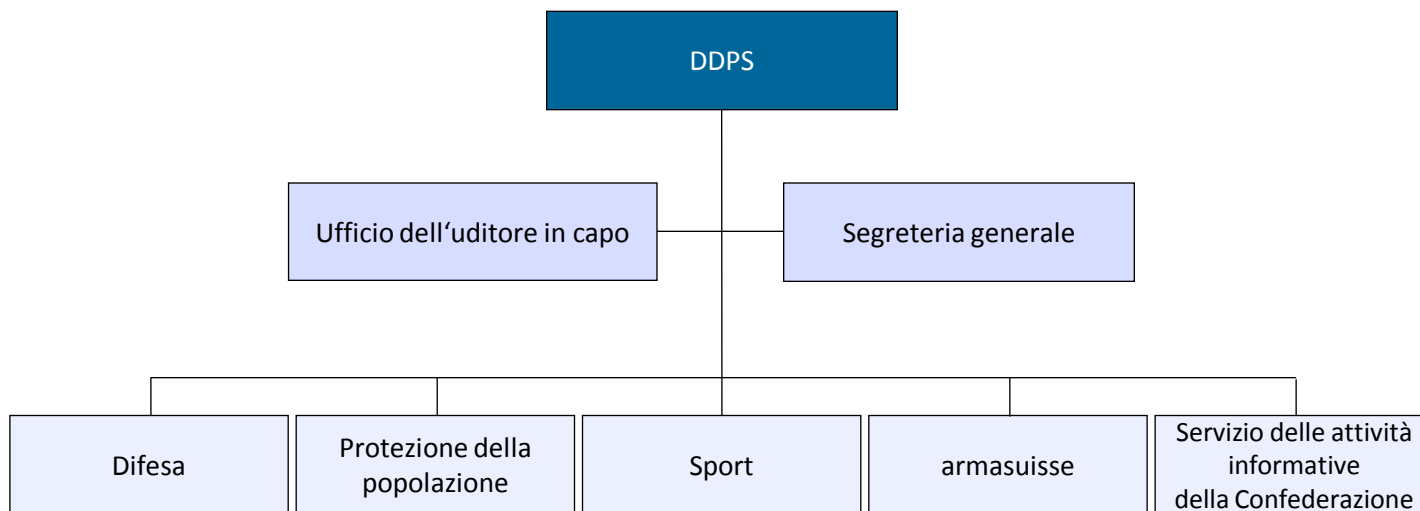 DDPS
Ufficio dell‘uditore in capo
Segreteria generale
Difesa
Protezione della
popolazione
Sport
armasuisse
Servizio delle attività
informative
della Confederazione